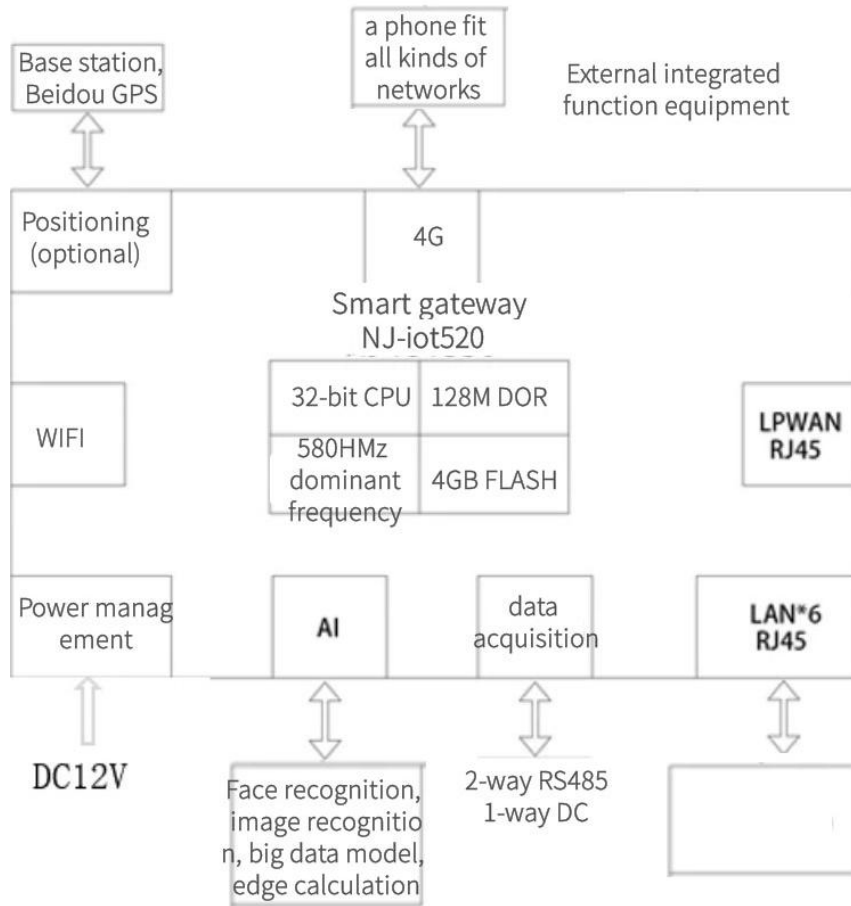 Base station,
Beidou GPS
a phone fit
all kinds of
networks
External integrated
function equipment
Positioning
(optional)
4G
Smart gateway
NJ-iot520
32-bit CPU
128M DOR
WIFI
580HMz
dominant
frequency
4GB FLASH
LPWAN
RJ45
Power manag
ement
AI
data
acquisition
LAN*6
RJ45
DC12V
Face recognition,
image recognitio
n, big data model,
edge calculation
2-way RS485
1-way DC